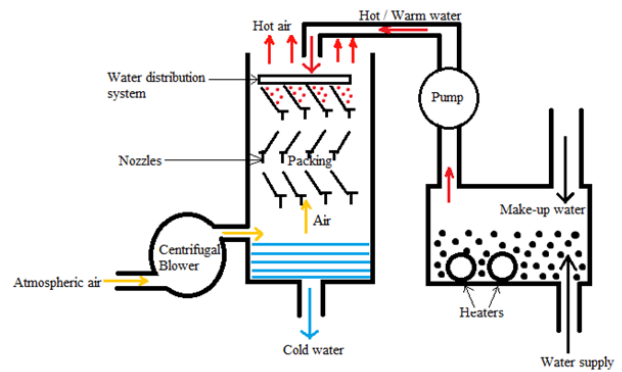 Hot air
Hot / Warm water
Water distribution
system
Pump
Nozzles
Packing
Make-up water
Air
Centrifugal
Blower
Atmospheric air
Heaters
Cold water
Water supply